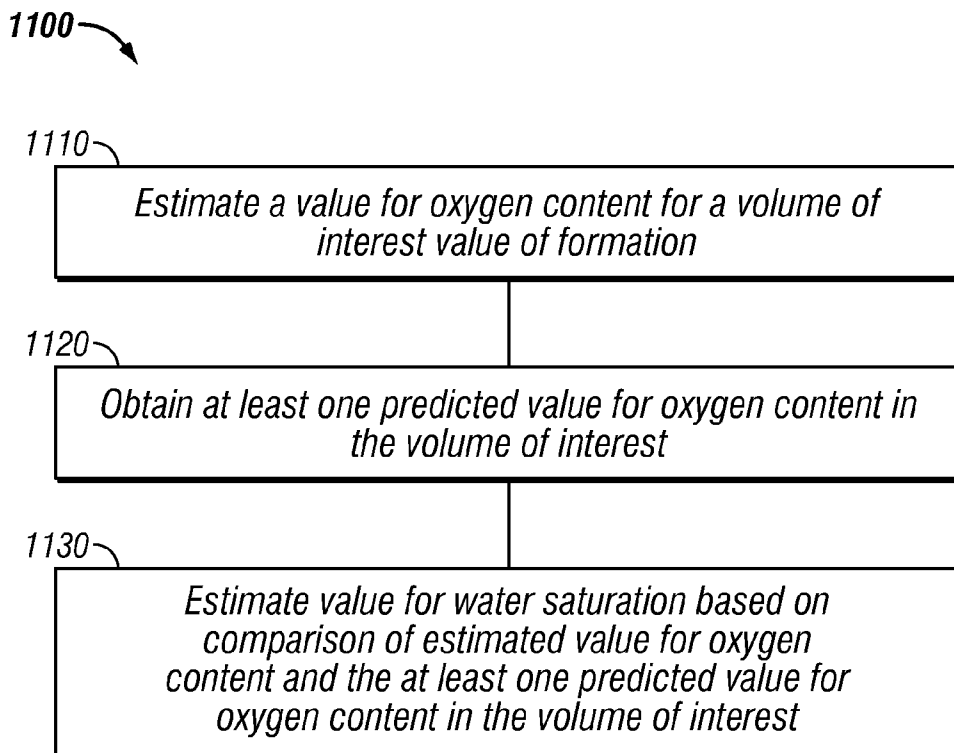 1100
1110
Estimate a value for oxygen content for a volume of
interest value of formation
1120
Obtain at least one predicted value for oxygen content in
the volume of interest
1130
Estimate value for water saturation based on
comparison of estimated value for oxygen
content and the at least one predicted value for
oxygen content in the volume of interest